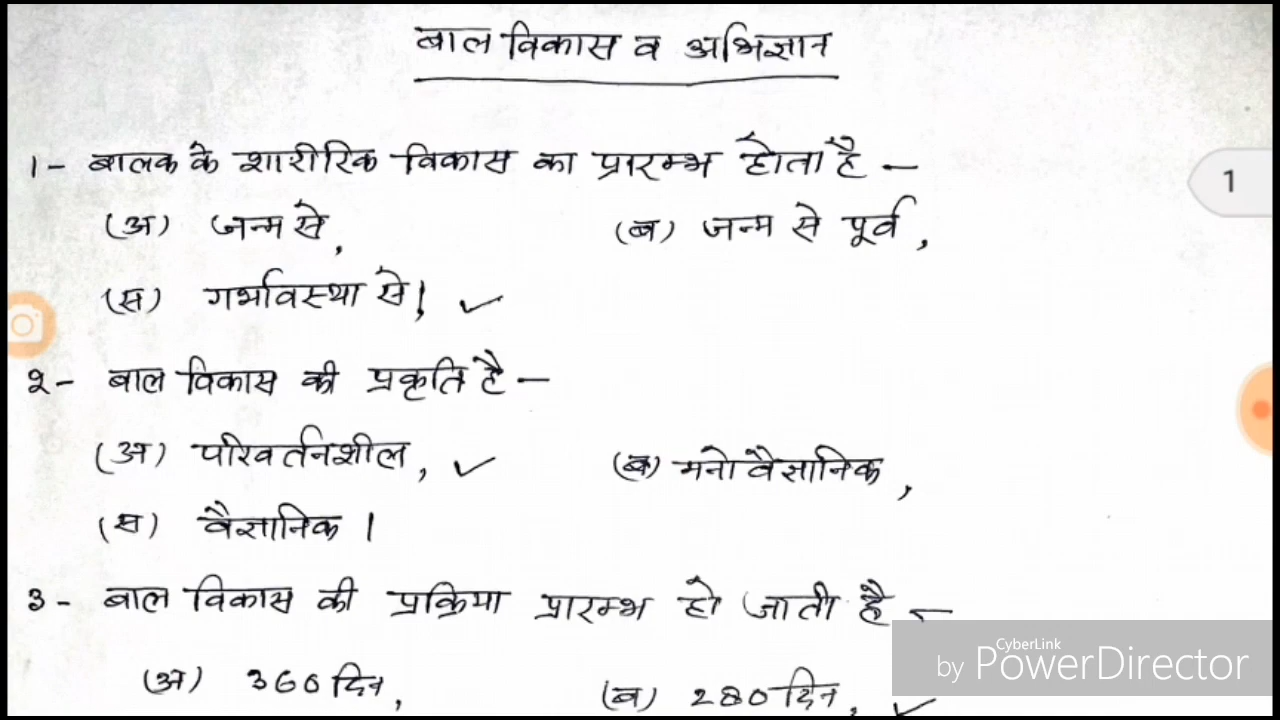 बाल विकास व अभिज्ञान
1
1- बालक के शारीरिक विकास का प्रारम्भ होता है –
(अ) जन्म से, (ब) जन्म से पूर्व,
(स) गर्भावस्था से। ✓
२- बाल विकास की प्रकृति है –
(अ) परिवर्तनशील, ✓ (ब) मनोवैज्ञानिक,
(स) वैज्ञानिक।
3- बाल विकास की प्रक्रिया प्रारम्भ हो जाती है –
(अ) 360 दिन, (ब) 280 दिन, ✓
CyberLink
by PowerDirector